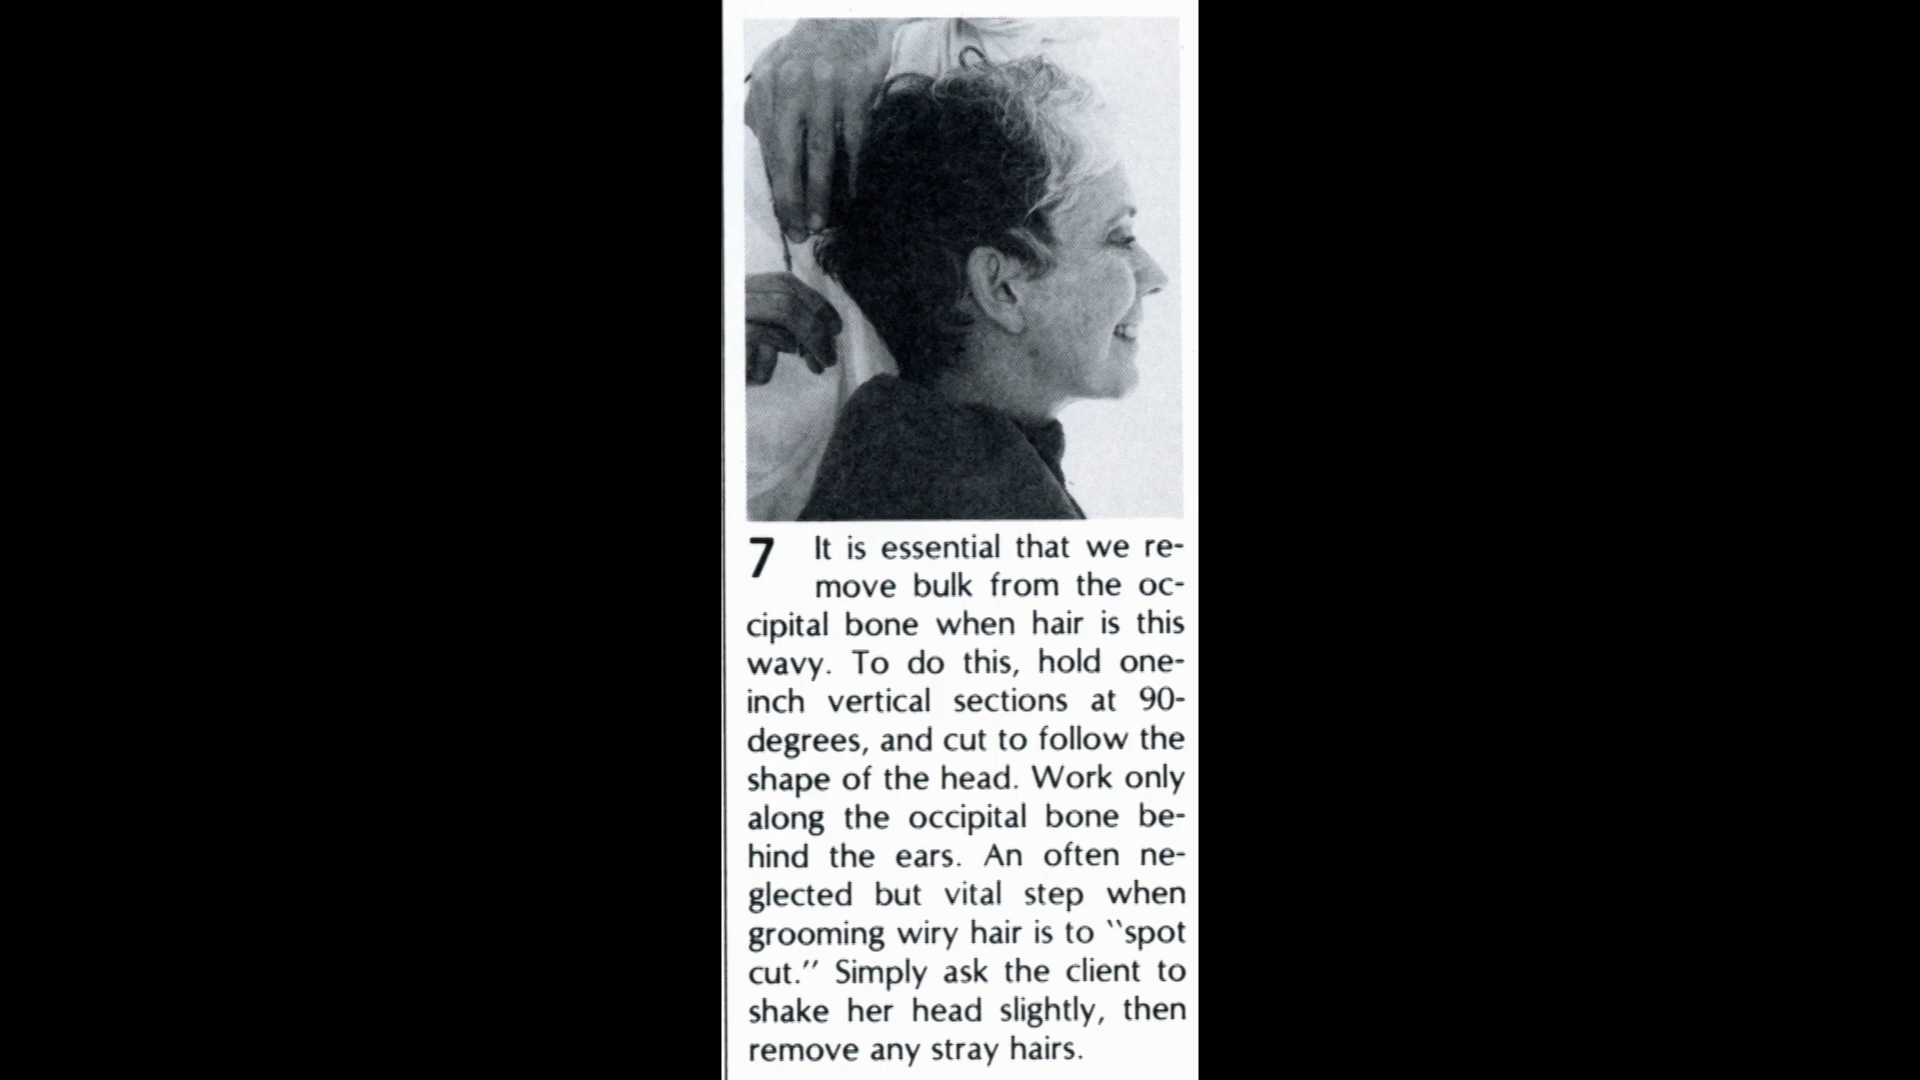 7 It is essential that we re-
move bulk from the oc-
cipital bone when hair is this
wavy. To do this, hold one-
inch vertical sections at 90-
degrees, and cut to follow the
shape of the head. Work only
along the occipital bone be-
hind the ears. An often ne-
glected but vital step when
grooming wiry hair is to ``spot
cut.'' Simply ask the client to
shake her head slightly, then
remove any stray hairs.